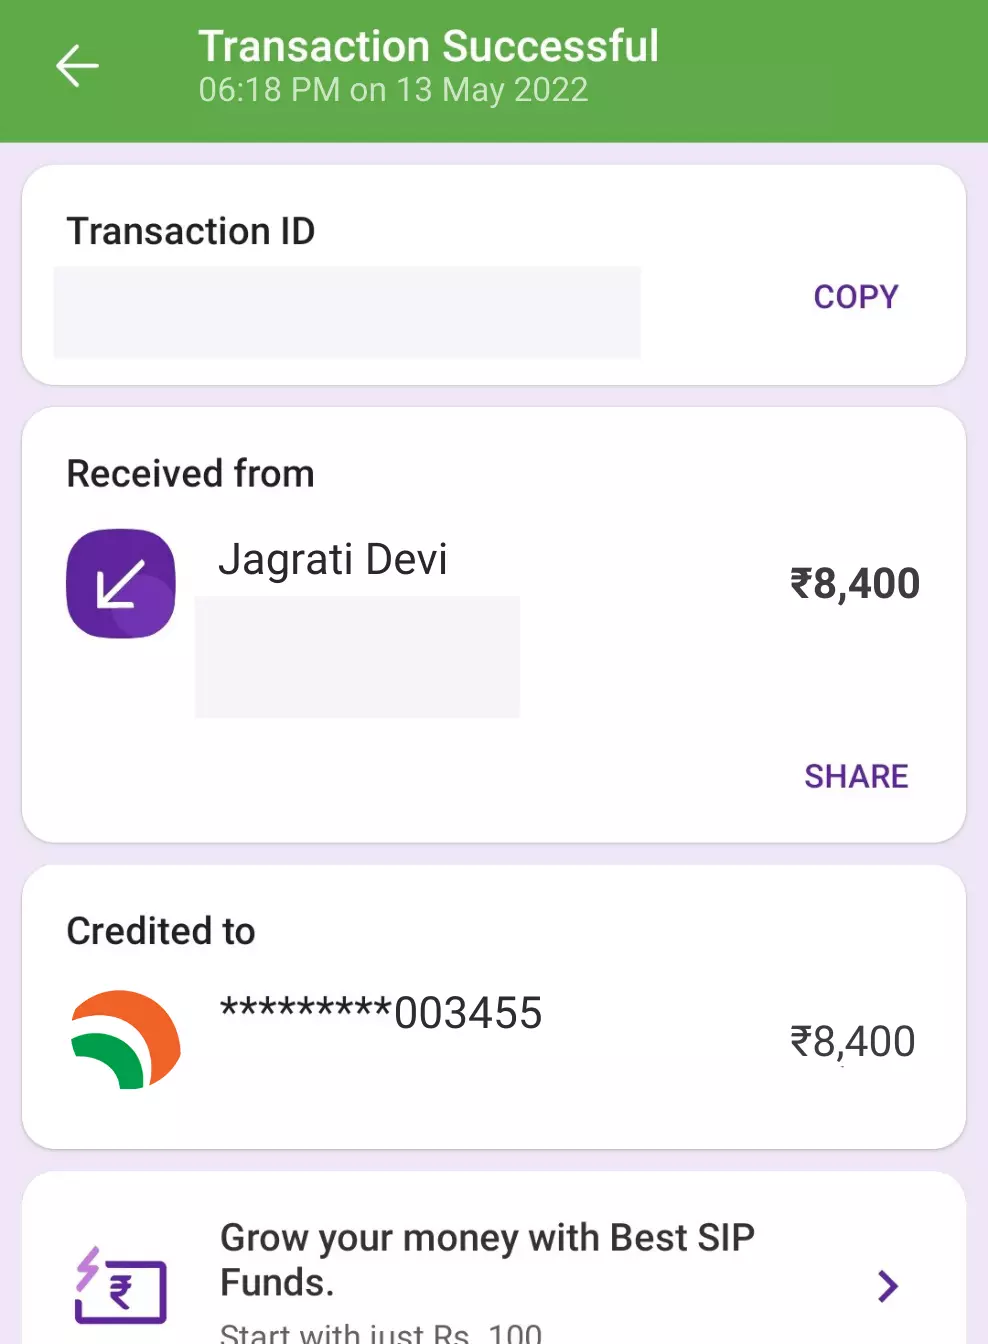 Transaction Successful
06:18 PM on 13 May 2022
Transaction ID
COPY
Received from
Jagrati Devi
₹8,400
SHARE
Credited to
*********003455
₹8,400
Grow your money with Best SIP
Funds.
₹
Start with just Rs. 100